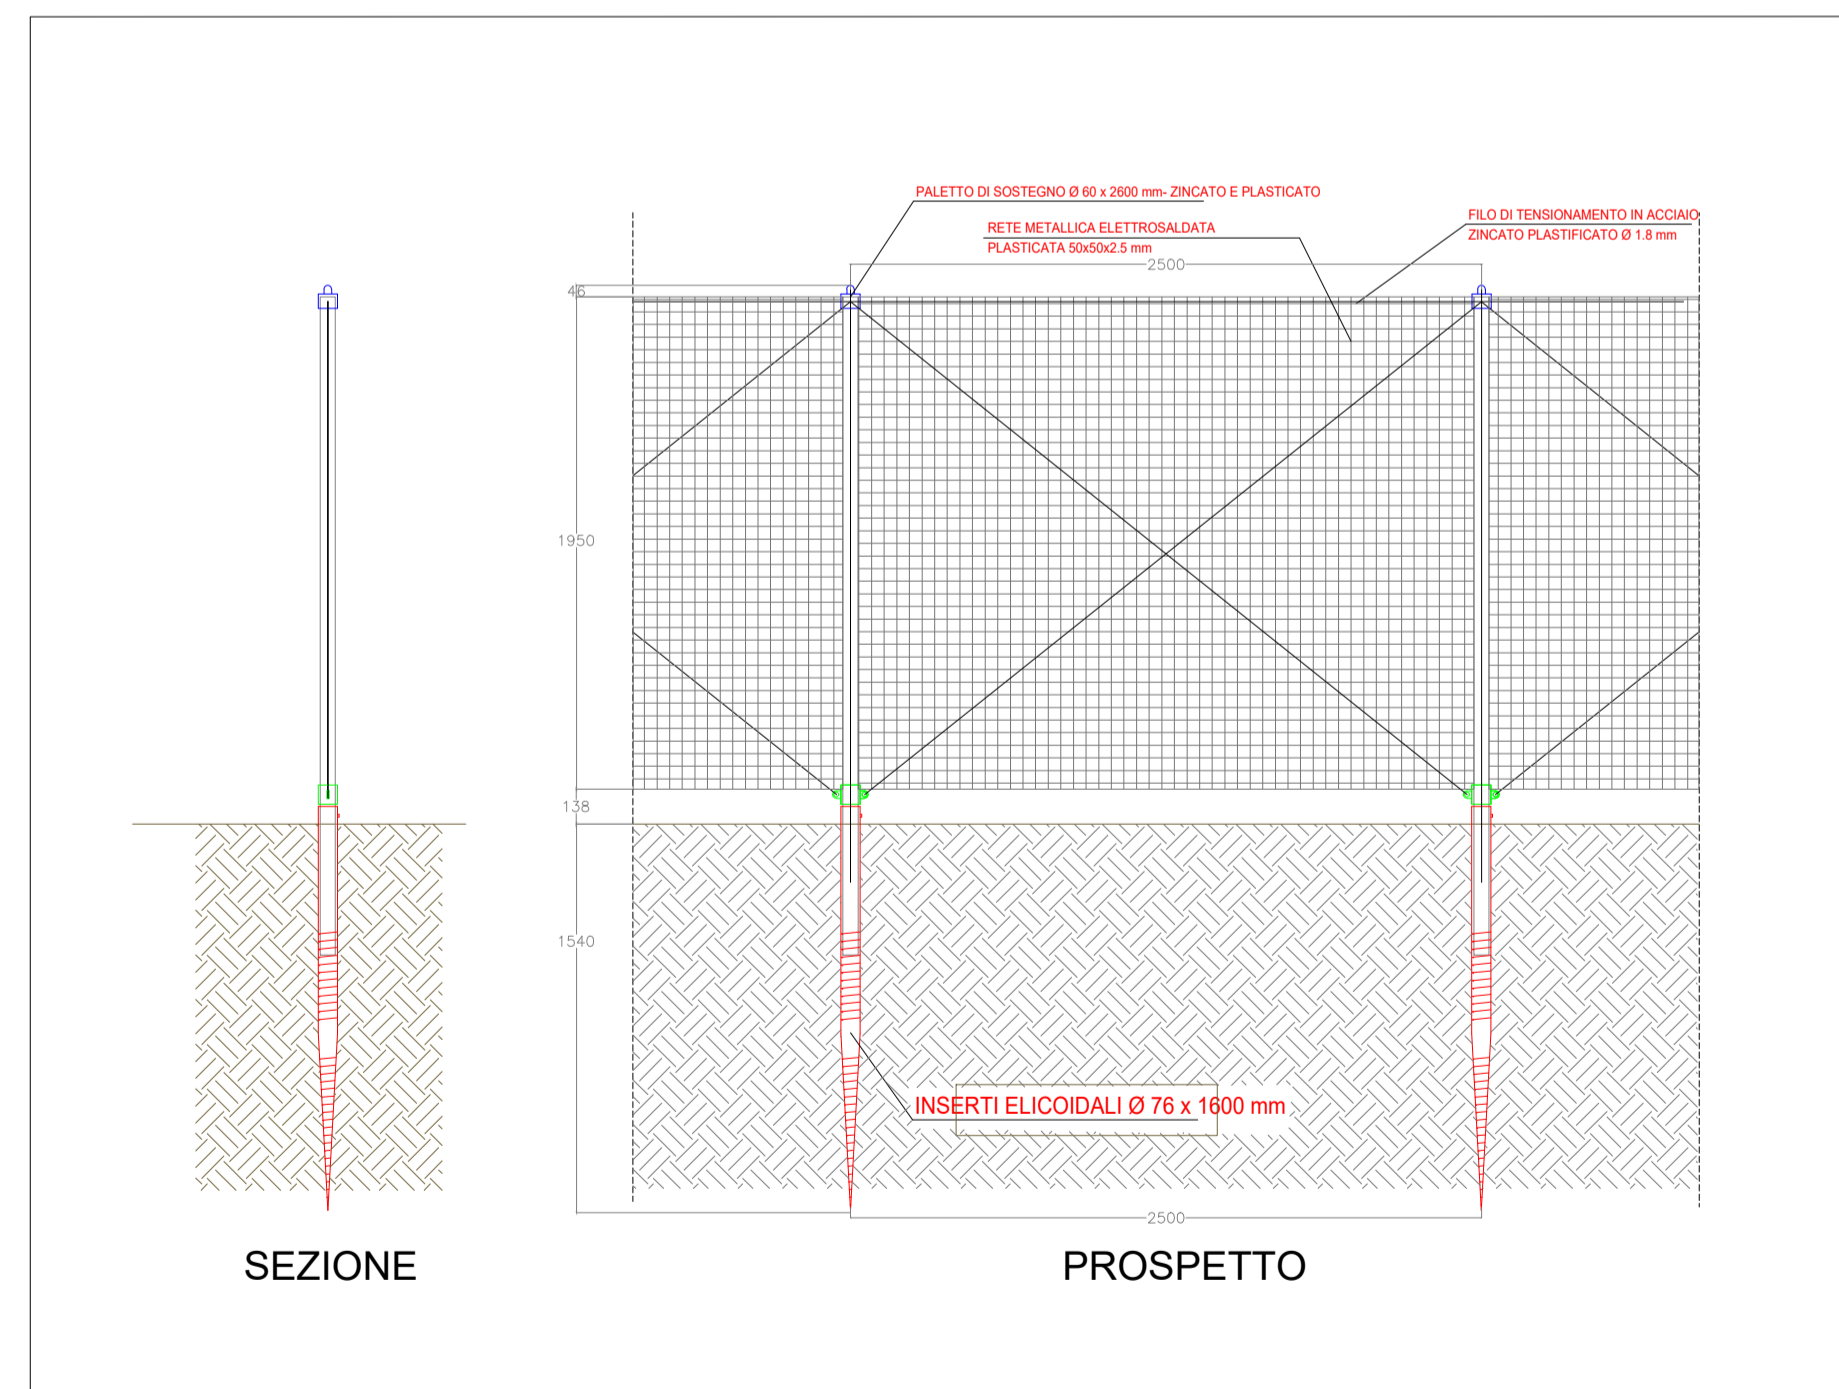 PALETTO DI SOSTEGNO Ø 60 x 2600 mm- ZINCATO E PLASTICATO
RETE METALLICA ELETTROSALDATA
PLASTICATA 50x50x2.5 mm
FILO DI TENSIONAMENTO IN ACCIAIO
ZINCATO PLASTIFICATO Ø 1.8 mm
2500
46
1950
138
1540
INSERTI ELICOIDALI Ø 76 x 1600 mm
2500
SEZIONE
PROSPETTO